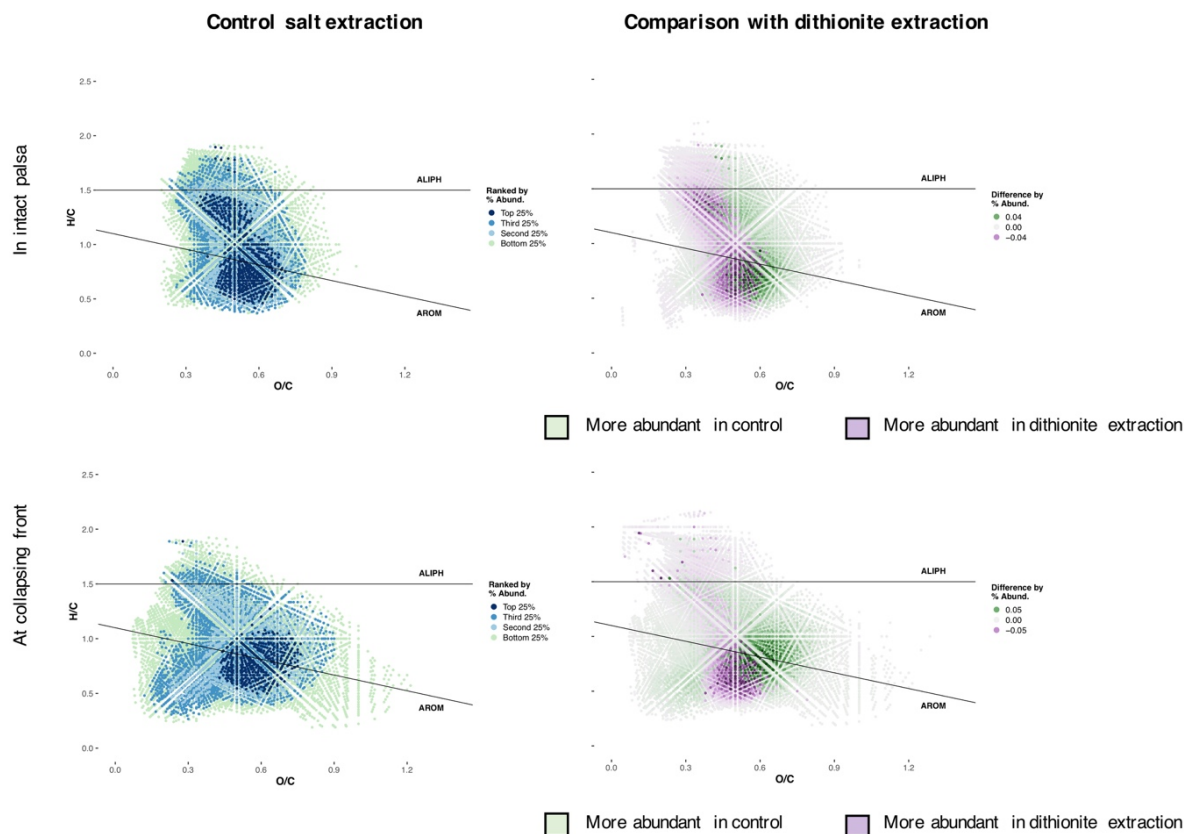 Control salt extraction
Comparison with dithionite extraction
In intact palsa
2.5
2.0
1.5
1.0
0.5
0.0
H/C
ALIPH
AROM
0.0 0.3 0.6 0.9 1.2
O/C
Ranked by
% Abund.
Top 25%
Third 25%
Second 25%
Bottom 25%
ALIPH
AROM
0.0 0.3 0.6 0.9 1.2
O/C
Difference by
% Abund.
0.04
0.00
−0.04
More abundant in control
More abundant in dithionite extraction
At collapsing front
2.5
2.0
1.5
1.0
0.5
0.0
H/C
ALIPH
AROM
0.0 0.3 0.6 0.9 1.2
O/C
Ranked by
% Abund.
Top 25%
Third 25%
Second 25%
Bottom 25%
ALIPH
AROM
0.0 0.3 0.6 0.9 1.2
O/C
Difference by
% Abund.
0.05
0.00
−0.05
More abundant in control
More abundant in dithionite extraction